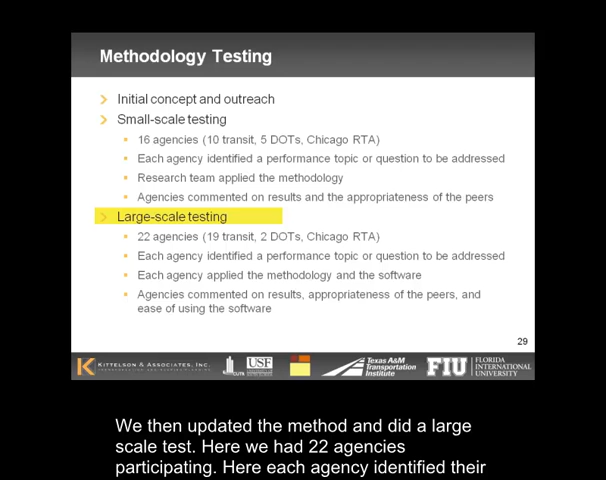 Methodology Testing
Initial concept and outreach
Small-scale testing
16 agencies (10 transit, 5 DOTs, Chicago RTA)
Each agency identified a performance topic or question to be addressed
Research team applied the methodology
Agencies commented on results and the appropriateness of the peers
Large-scale testing
22 agencies (19 transit, 2 DOTs, Chicago RTA)
Each agency identified a performance topic or question to be addressed
Each agency applied the methodology and the software
Agencies commented on results, appropriateness of the peers, and
ease of using the software
29
KITTELSON & ASSOCIATES, INC.
CUTR
USF
Texas A&M
Transportation
Institute
FIU
FLORIDA
INTERNATIONAL
UNIVERSITY
We then updated the method and did a large
scale test. Here we had 22 agencies
participating. Here each agency identified their